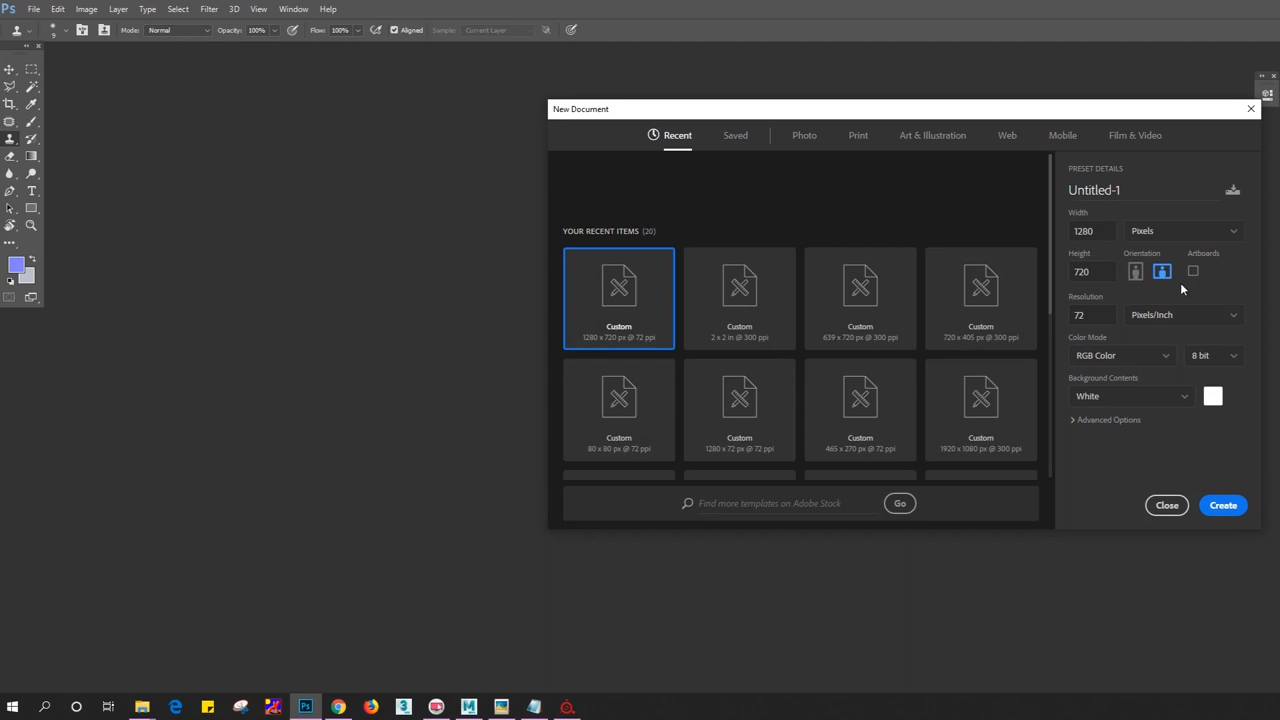 Ps File Edit Image Layer Type Select Filter 3D View Window Help
9 Mode: Normal Opacity: 100% Flow: 100% Aligned Sample: Current Layer
New Document
Recent Saved Photo Print Art & Illustration Web Mobile Film & Video
YOUR RECENT ITEMS (20)
Custom Custom Custom Custom
1280 x 720 px @ 72 ppi 2 x 2 in @ 300 ppi 639 x 720 px @ 300 ppi 720 x 405 px @ 300 ppi
Custom Custom Custom Custom
80 x 80 px @ 72 ppi 1280 x 72 px @ 72 ppi 465 x 270 px @ 72 ppi 1920 x 1080 px @ 300 ppi
Find more templates on Adobe Stock Go
PRESET DETAILS
Untitled-1
Width
1280 Pixels
Height Orientation Artboards
720
Resolution
72 Pixels/Inch
Color Mode
RGB Color 8 bit
Background Contents
White
Advanced Options
Close Create
Ps 3 M